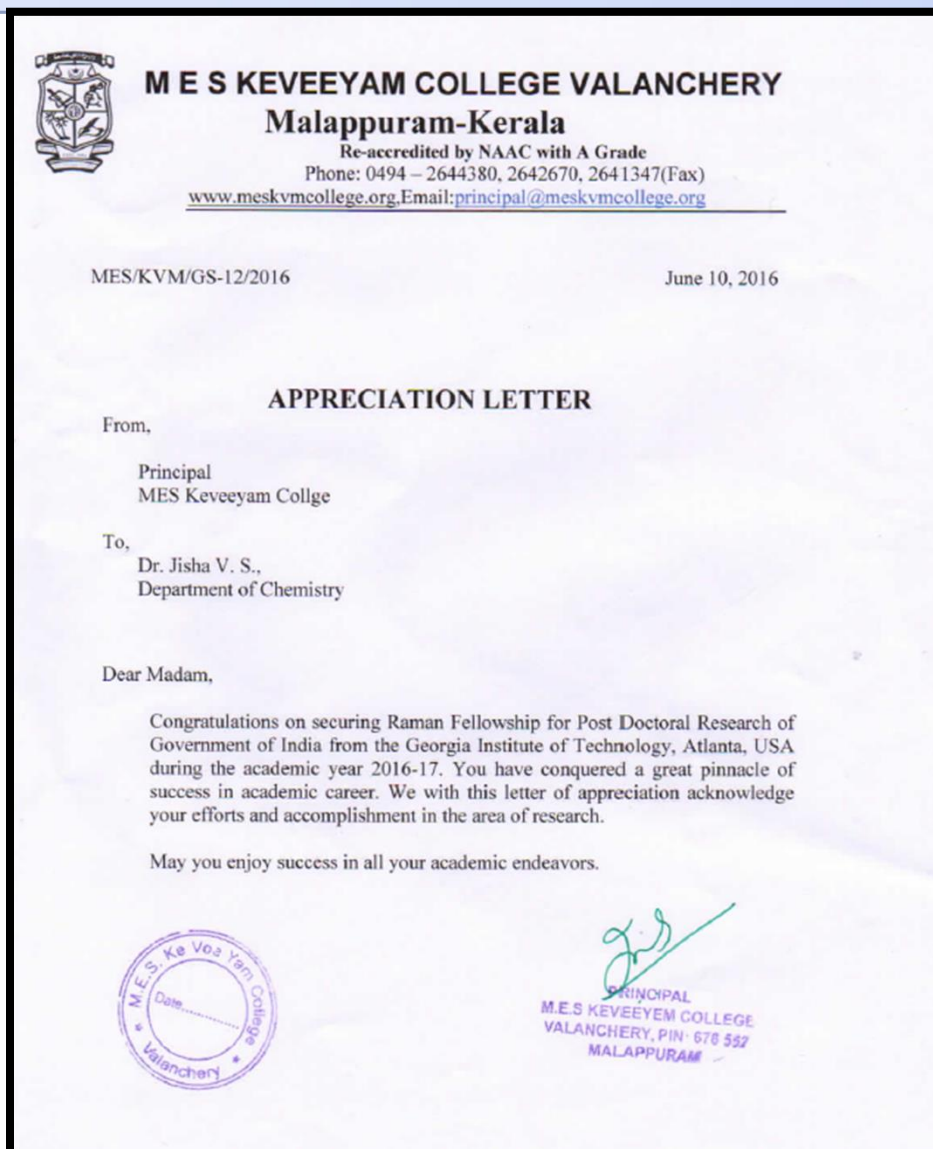 M E S KEVEEYAM COLLEGE VALANCHERY
Malappuram-Kerala
Re-accredited by NAAC with A Grade
Phone: 0494 – 2644380, 2642670, 2641347(Fax)
www.meskvmcollege.org,Email:principal@meskvmcollege.org
MES/KVM/GS-12/2016 June 10, 2016
APPRECIATION LETTER
From,
Principal
MES Keveeyam Collge
To,
Dr. Jisha V. S.,
Department of Chemistry
Dear Madam,
Congratulations on securing Raman Fellowship for Post Doctoral Research of
Government of India from the Georgia Institute of Technology, Atlanta, USA
during the academic year 2016-17. You have conquered a great pinnacle of
success in academic career. We with this letter of appreciation acknowledge
your efforts and accomplishment in the area of research.
May you enjoy success in all your academic endeavors.
M.E.S. Ke Voe Yam College
Date..............
Valanchery
PRINCIPAL
M.E.S KEVEEYEM COLLEGE
VALANCHERY, PIN- 676 552
MALAPPURAM